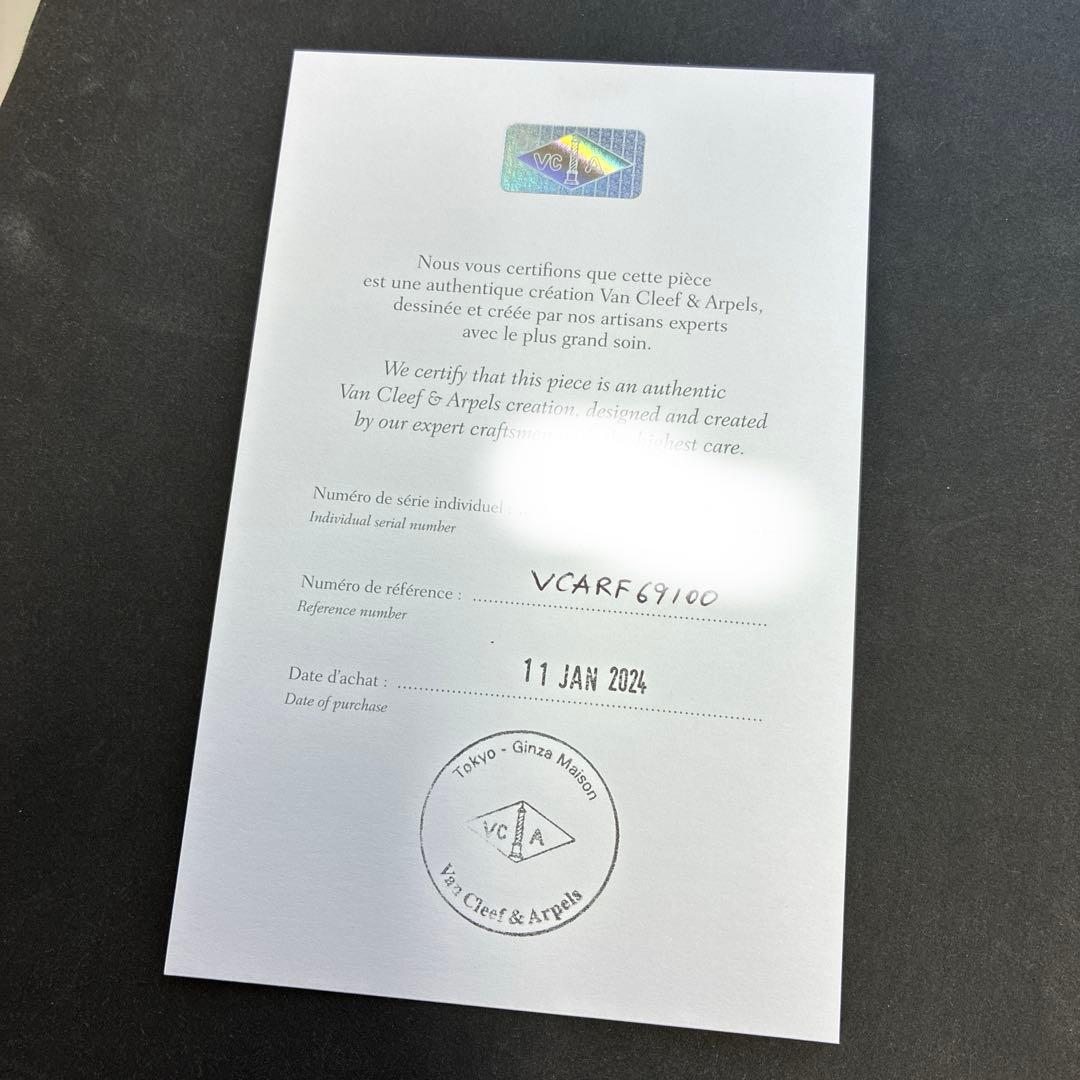 VC A
Nous vous certifions que cette pièce
est une authentique création Van Cleef & Arpels,
dessinée et créée par nos artisans experts
avec le plus grand soin.
We certify that this piece is an authentic
Van Cleef & Arpels creation, designed and created
by our expert craftsmen highest care.
Numéro de série individuel :
Individual serial number
Numéro de référence : VCARF69100
Reference number
Date d'achat : 11 JAN 2024
Date of purchase
Tokyo - Ginza Maison
VC A
Van Cleef & Arpels